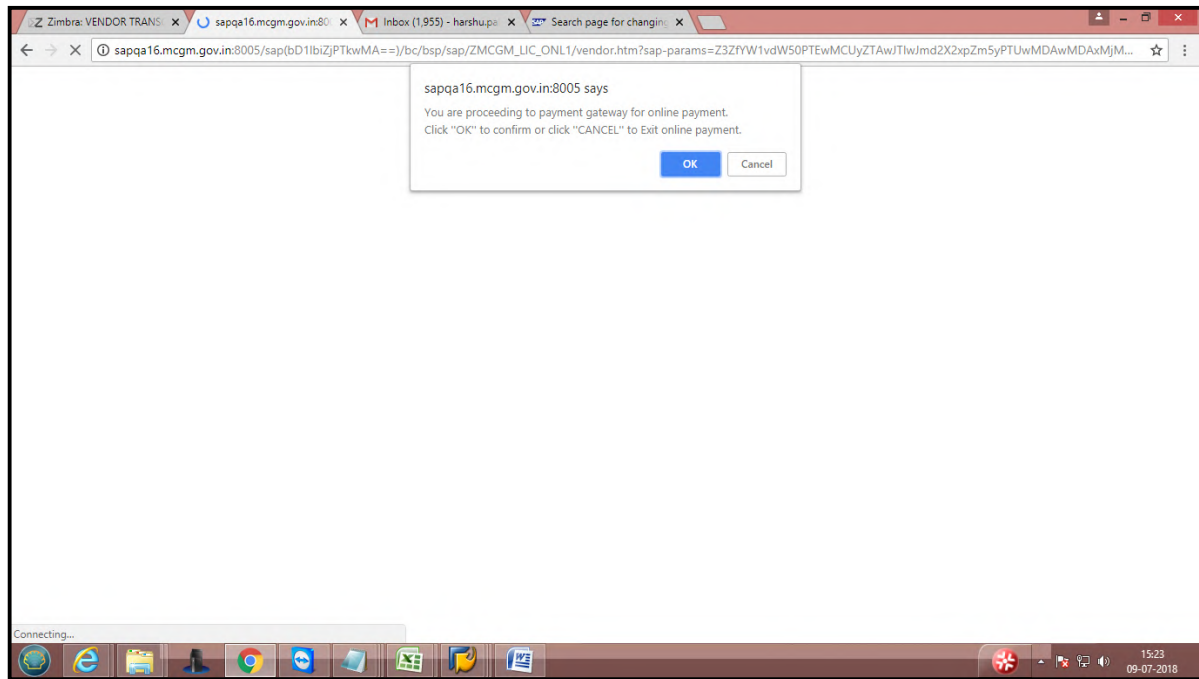 Zimbra: VENDOR TRANS
sapqa16.mcgm.gov.in:80
Inbox (1,955) - harshu.pa
Search page for changing
sapqa16.mcgm.gov.in:8005/sap(bD1lbiZjPTkwMA==)/bc/bsp/sap/ZMCGM_LIC_ONL1/vendor.htm?sap-params=Z3ZfYW1vdW50PTEwMCUyZTAwJTIwJmd2X2xpZm5yPTUwMDAwMDAxMjM...
sapqa16.mcgm.gov.in:8005 says
You are proceeding to payment gateway for online payment.
Click "OK" to confirm or click "CANCEL" to Exit online payment.
OK Cancel
Connecting...
15:23
09-07-2018